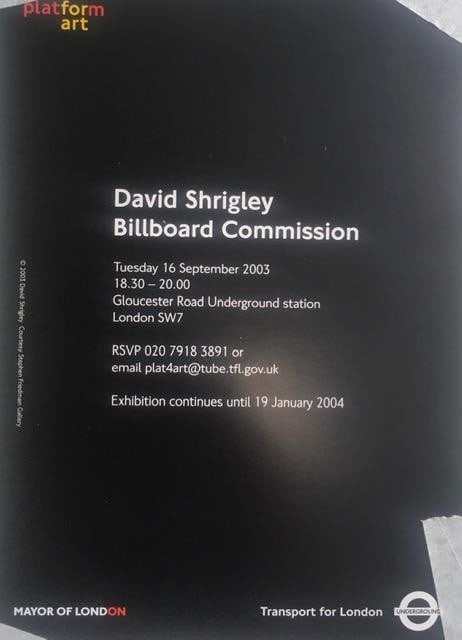 platform
art
David Shrigley
Billboard Commission
Tuesday 16 September 2003
18.30 – 20.00
Gloucester Road Underground station
London SW7
RSVP 020 7918 3891 or
email plat4art@tube.tfl.gov.uk
Exhibition continues until 19 January 2004
© 2003 David Shrigley Courtesy Stephen Friedman Gallery
MAYOR OF LONDON
Transport for London
UNDERGROUND